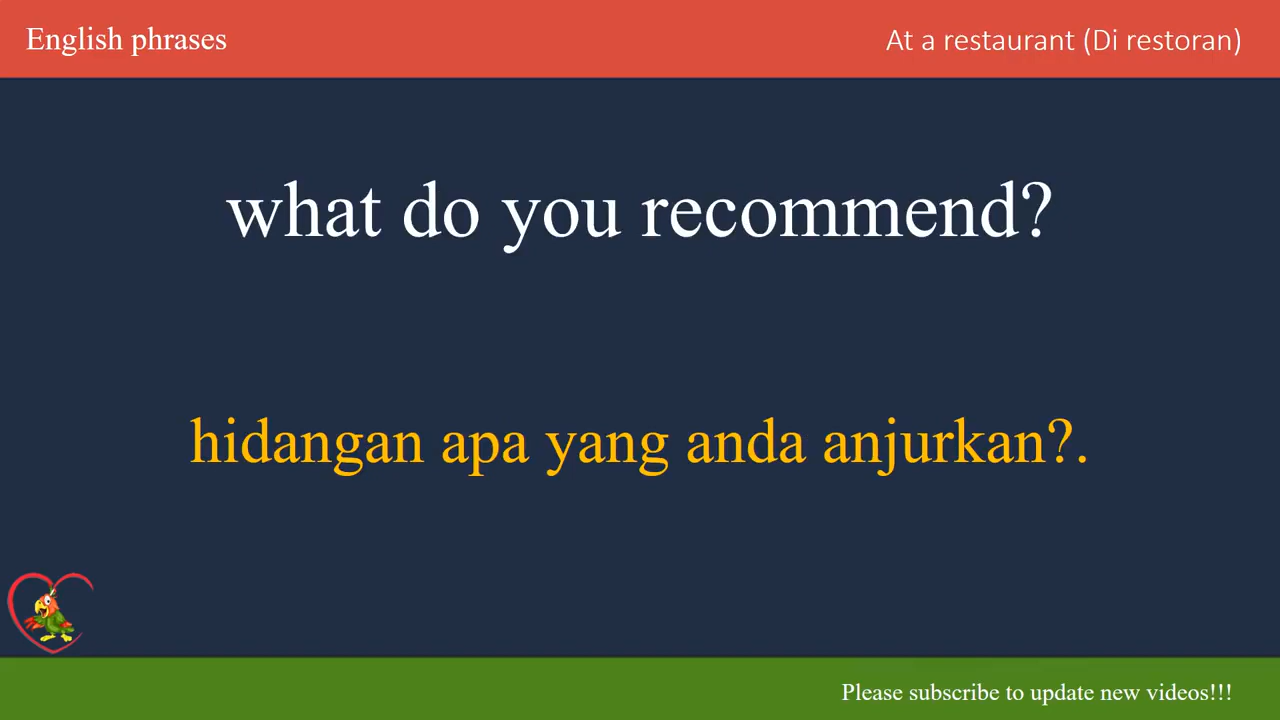 English phrases
At a restaurant (Di restoran)
what do you recommend?
hidangan apa yang anda anjurkan?.
Please subscribe to update new videos!!!